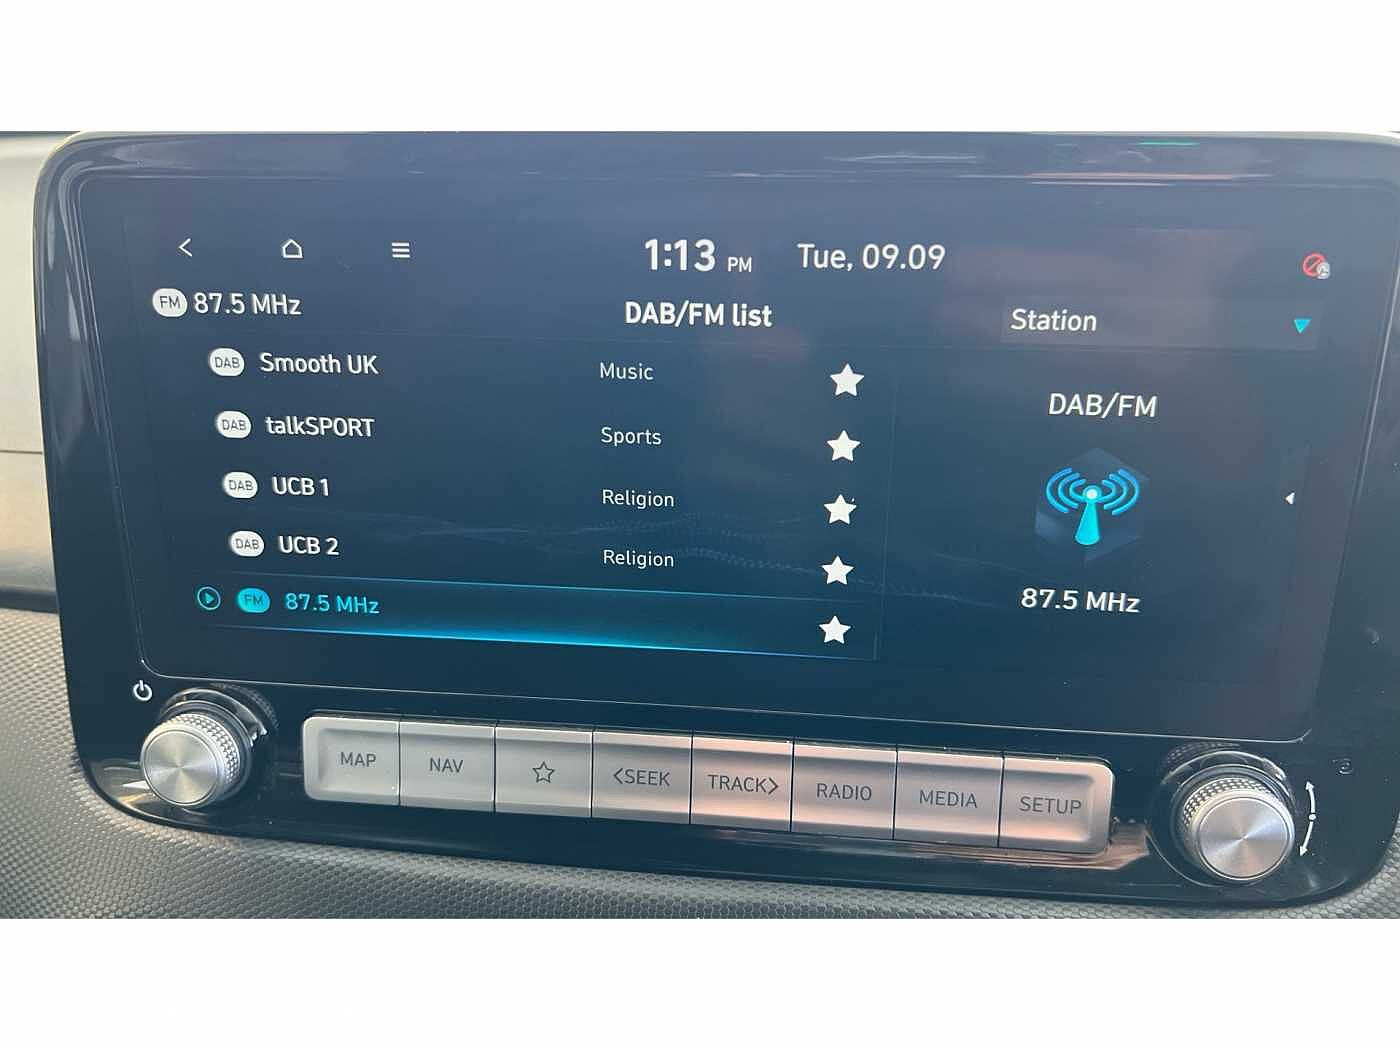 1:13 PM Tue, 09.09
FM 87.5 MHz DAB/FM list Station
DAB Smooth UK Music
DAB talkSPORT Sports
DAB UCB 1 Religion
DAB UCB 2 Religion
FM 87.5 MHz
DAB/FM
87.5 MHz
MAP NAV <SEEK TRACK> RADIO MEDIA SETUP